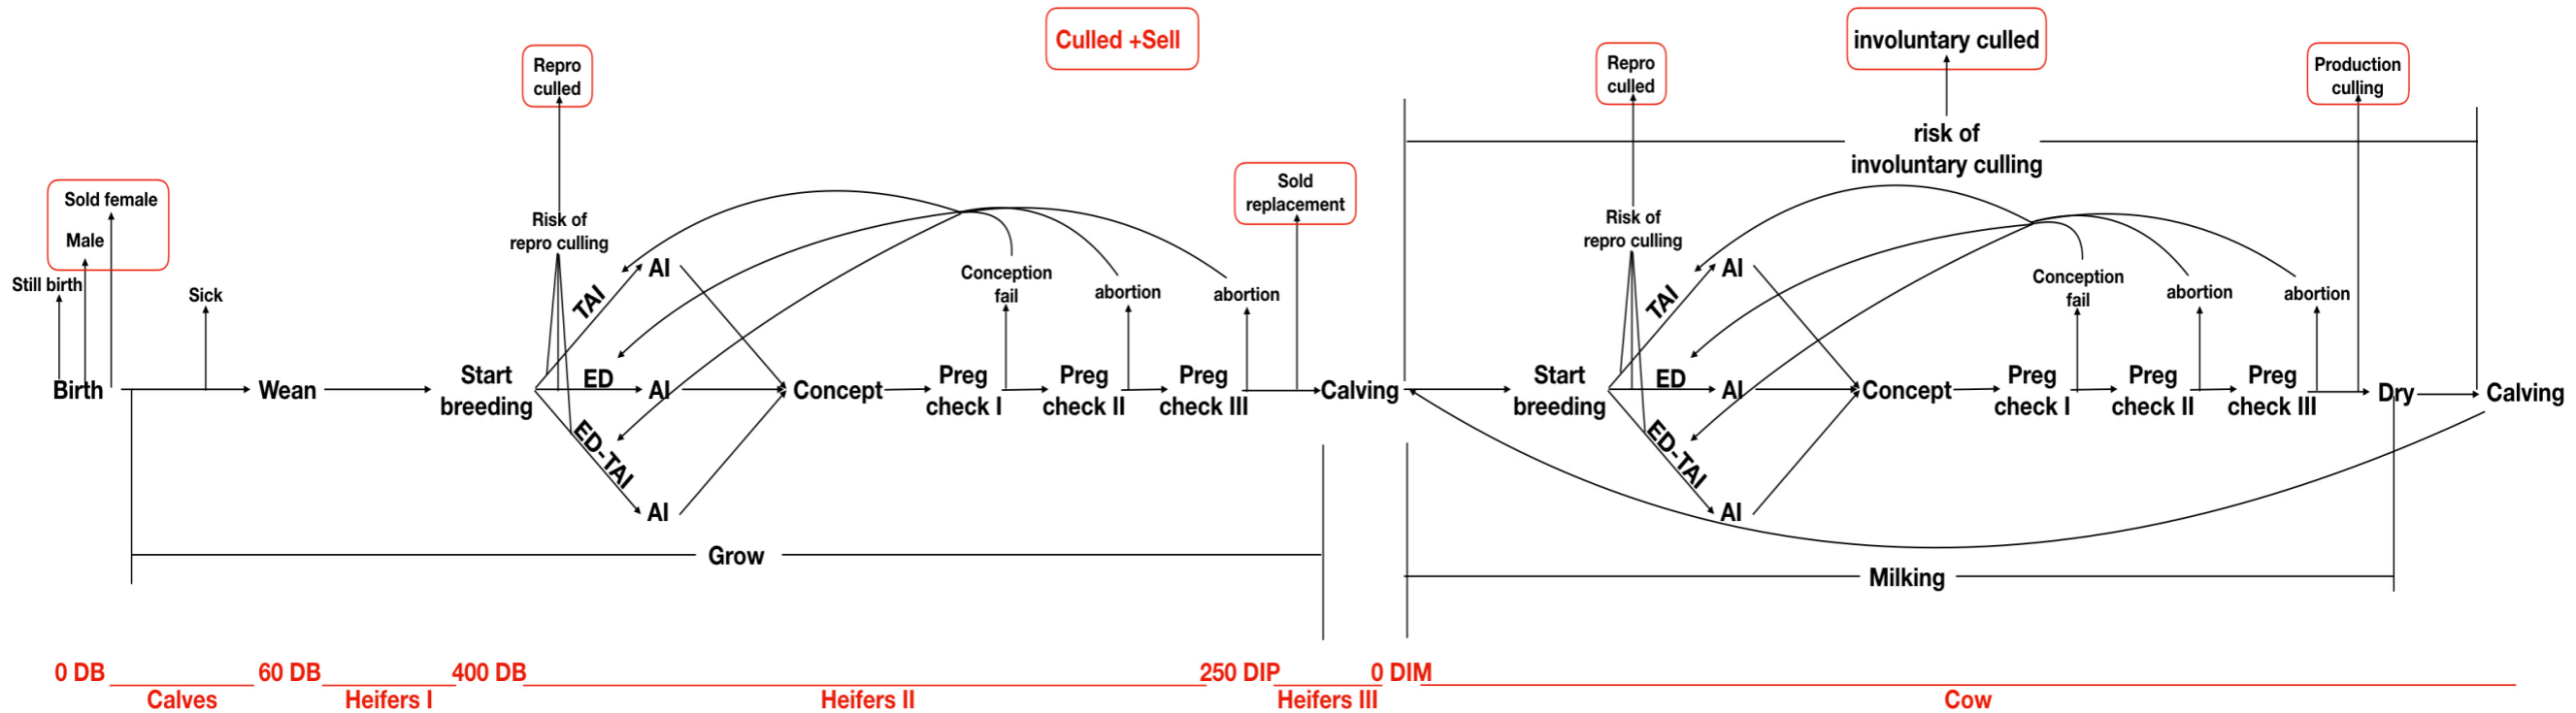 Culled +Sell
Repro
culled
Sold female
Male
Still birth
Sick
Risk of
repro culling
Sold
replacement
TAI
AI
Conception
fail
abortion
abortion
Birth
Wean
Start
breeding
ED
AI
Concept
Preg
check I
Preg
check II
Preg
check III
Calving
ED-TAI
AI
Grow
Repro
culled
involuntary culled
Production
culling
risk of
involuntary culling
Risk of
repro culling
TAI
AI
Conception
fail
abortion
abortion
Start
breeding
ED
AI
Concept
Preg
check I
Preg
check II
Preg
check III
Dry
Calving
ED-TAI
AI
Milking
0 DB
60 DB
400 DB
250 DIP
0 DIM
Calves
Heifers I
Heifers II
Heifers III
Cow